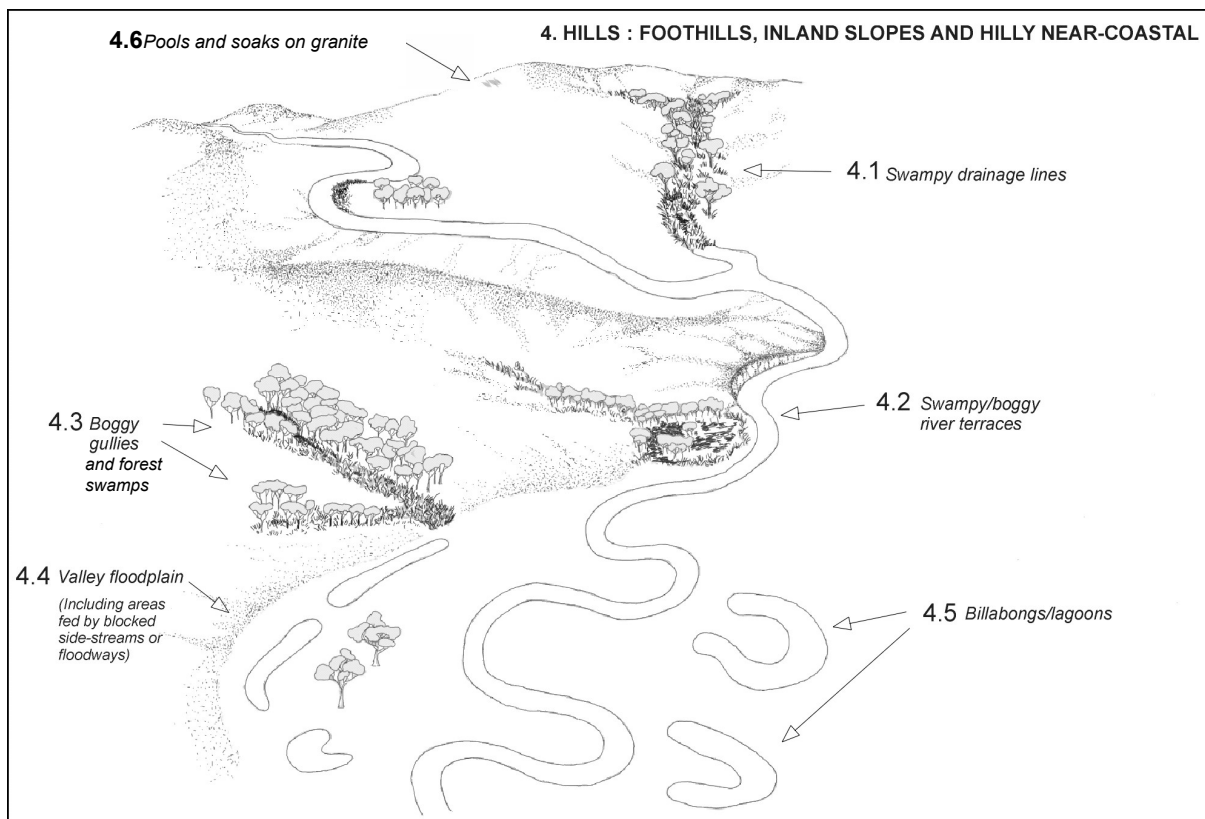 4. HILLS : FOOTHILLS, INLAND SLOPES AND HILLY NEAR-COASTAL
4.6 Pools and soaks on granite
4.1 Swampy drainage lines
4.2 Swampy/boggy
river terraces
4.3 Boggy
gullies
and forest
swamps
4.4 Valley floodplain
(Including areas
fed by blocked
side-streams or
floodways)
4.5 Billabongs/lagoons